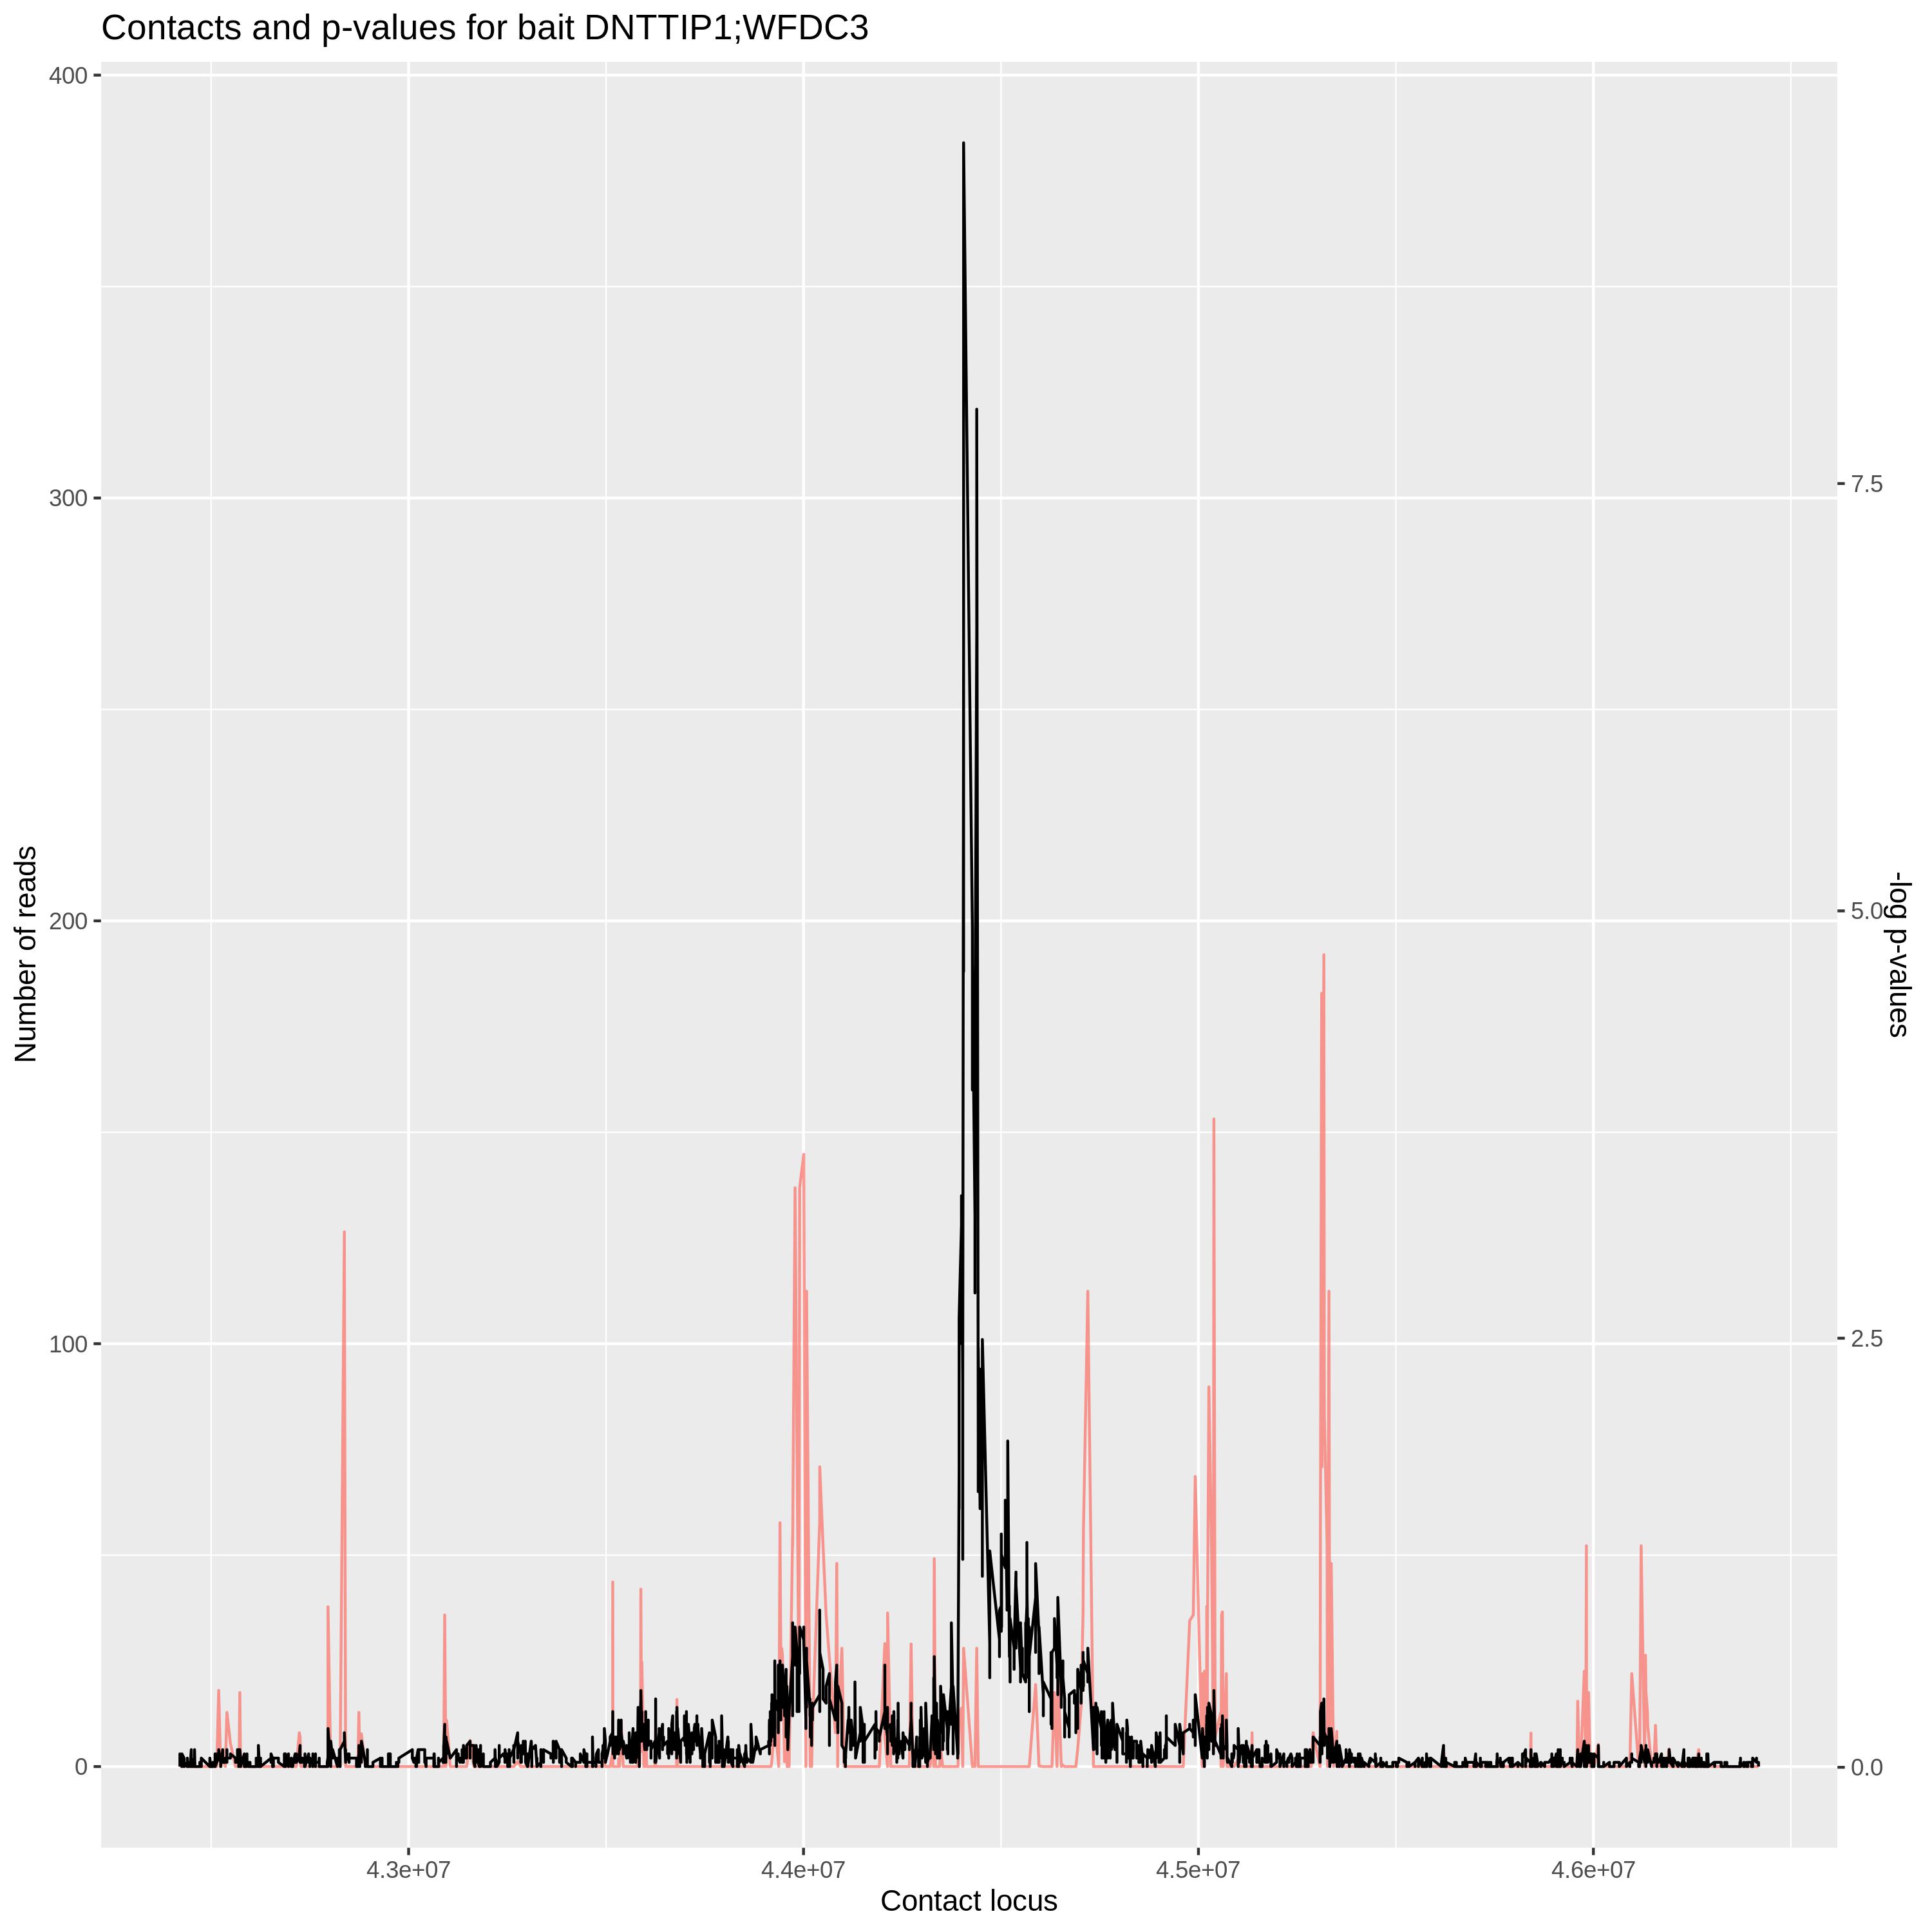 Contacts and p-values for bait DNTTIP1;WFDC3
400
300
200
100
0
Number of reads
7.5
5.0
2.5
0.0
-log p-values
4.3e+07
4.4e+07
4.5e+07
4.6e+07
Contact locus